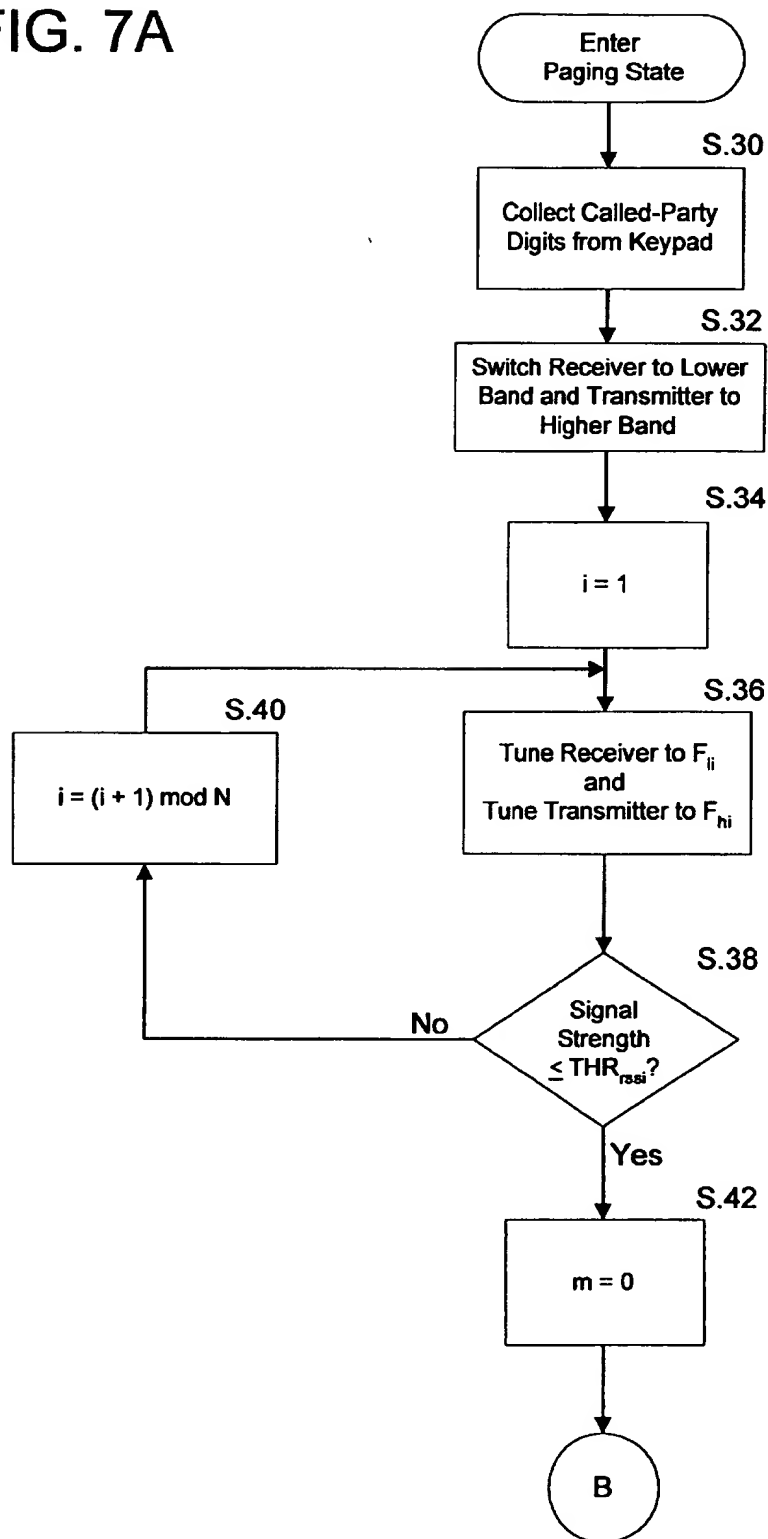 FIG. 7A
Enter
Paging State
S.30
Collect Called-Party
Digits from Keypad
S.32
Switch Receiver to Lower
Band and Transmitter to
Higher Band
S.34
i = 1
S.36
Tune Receiver to F_li
and
Tune Transmitter to F_hi
S.40
i = (i + 1) mod N
S.38
Signal
Strength
≤ THR_rssi?
No
Yes
S.42
m = 0
B